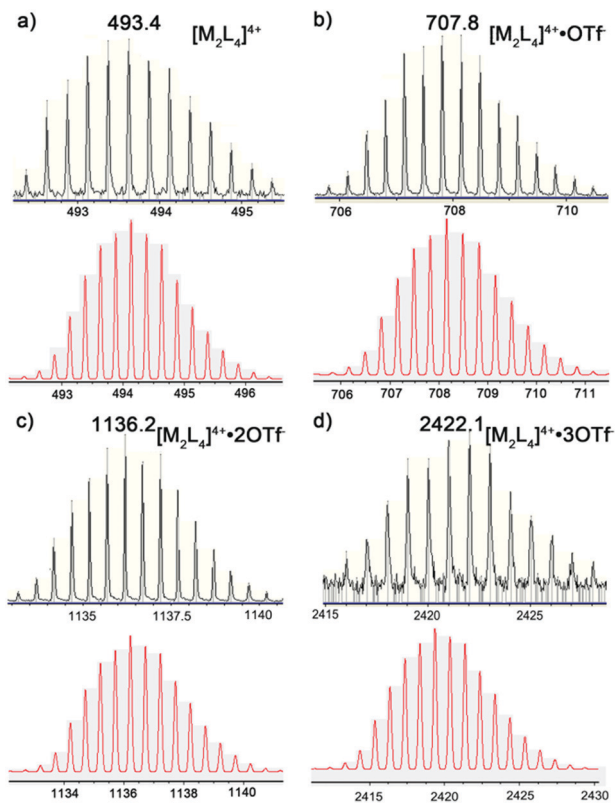 a) 493.4 [M₂L₄]⁴⁺
493 494 495
493 494 495 496
b) 707.8 [M₂L₄]⁴⁺•OTf⁻
706 708 710
706 707 708 709 710 711
c) 1136.2 [M₂L₄]⁴⁺•2OTf⁻
1135 1137.5 1140
1134 1136 1138 1140
d) 2422.1 [M₂L₄]⁴⁺•3OTf⁻
2415 2420 2425
2415 2420 2425 2430